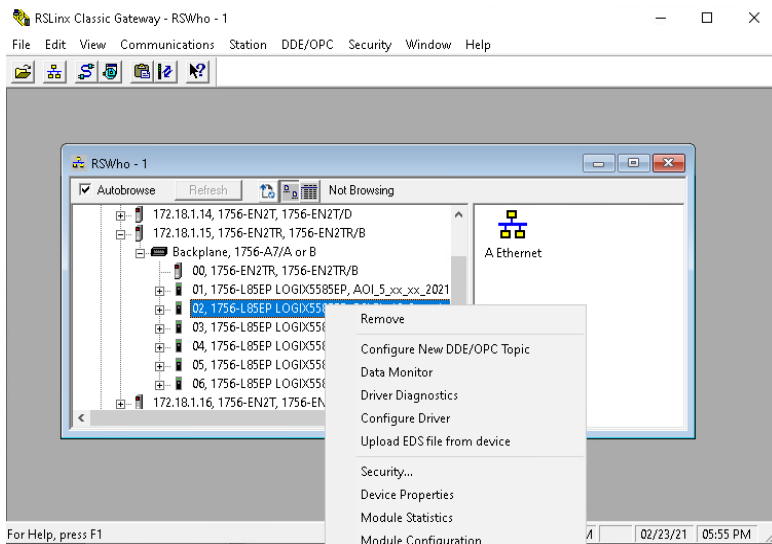 RSLinx Classic Gateway - RSWho - 1
File Edit View Communications Station DDE/OPC Security Window Help
RSWho - 1
Autobrowse Refresh Not Browsing
172.18.1.14, 1756-EN2T, 1756-EN2T/D
172.18.1.15, 1756-EN2TR, 1756-EN2TR/B
Backplane, 1756-A7/A or B
00, 1756-EN2TR, 1756-EN2TR/B
01, 1756-L85EP LOGIX5585EP, AOI_5_xx_xx_2021
02, 1756-L85EP
03, 1756-L85EP LOGIX558
04, 1756-L85EP LOGIX558
05, 1756-L85EP LOGIX558
06, 1756-L85EP LOGIX558
172.18.1.16, 1756-EN2T, 1756-EN
A Ethernet
Remove
Configure New DDE/OPC Topic
Data Monitor
Driver Diagnostics
Configure Driver
Upload EDS file from device
Security...
Device Properties
Module Statistics
Module Configuration
For Help, press F1
02/23/21 05:55 PM